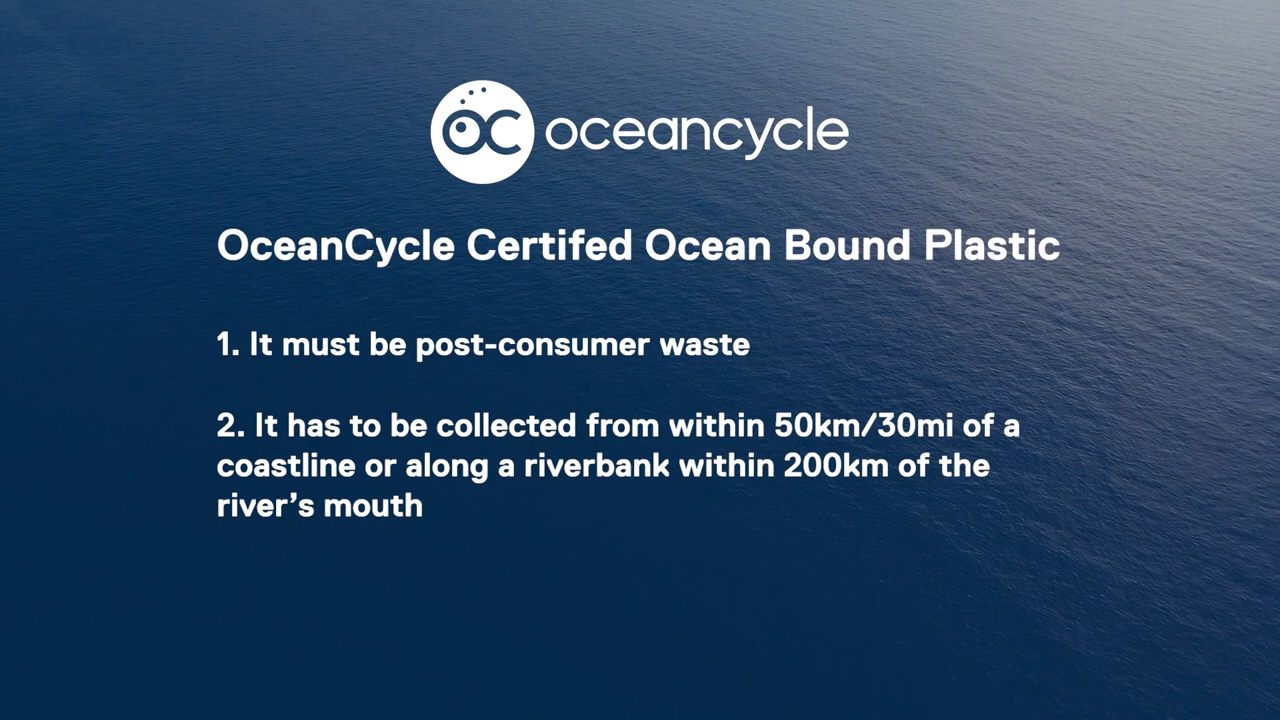 oc oceancycle
OceanCycle Certifed Ocean Bound Plastic
1. It must be post-consumer waste
2. It has to be collected from within 50km/30mi of a
coastline or along a riverbank within 200km of the
river’s mouth